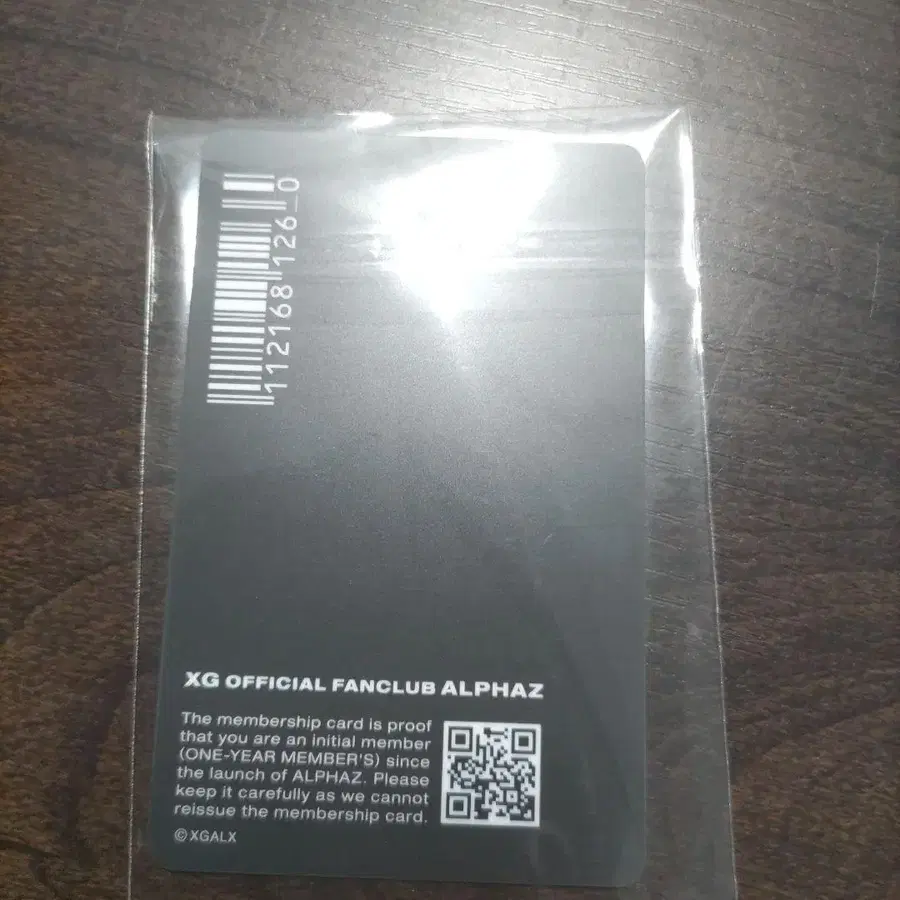 112168 126_0
XG OFFICIAL FANCLUB ALPHAZ
The membership card is proof
that you are an initial member
(ONE-YEAR MEMBER'S) since
the launch of ALPHAZ. Please
keep it carefully as we cannot
reissue the membership card.
©XGALX